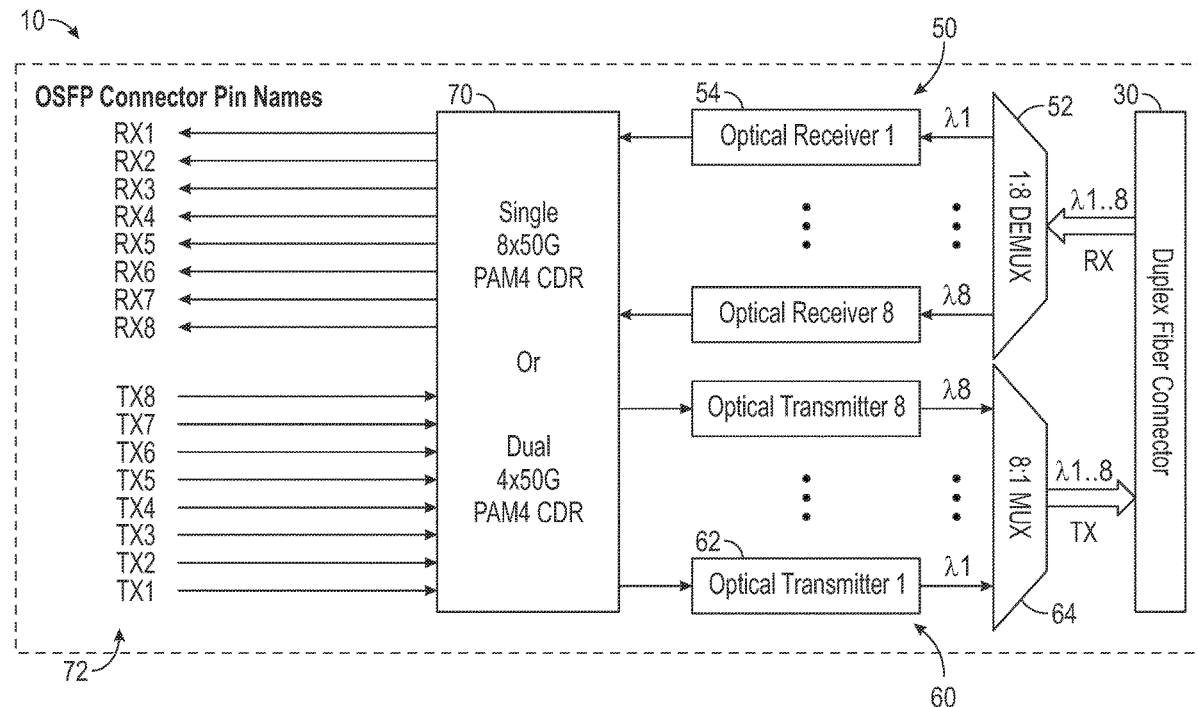 10
50
OSFP Connector Pin Names
70
54
52
30
RX1
RX2
RX3
RX4
RX5
RX6
RX7
RX8
TX8
TX7
TX6
TX5
TX4
TX3
TX2
TX1
72
Single
8x50G
PAM4 CDR
Or
Dual
4x50G
PAM4 CDR
Optical Receiver 1
λ1
Optical Receiver 8
λ8
Optical Transmitter 8
λ8
62
Optical Transmitter 1
λ1
60
1:8 DEMUX
8:1 MUX
64
λ1..8
RX
λ1..8
TX
Duplex Fiber Connector